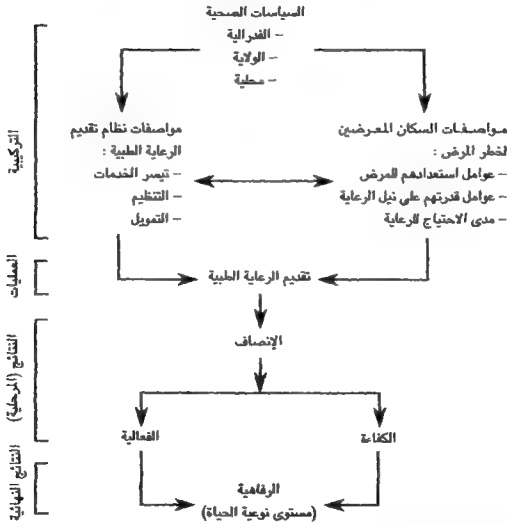 السياسات الصحية
– الفدرالية
– الولاية
– محلية
مواصفات السكان المعرضين
لخطر المرض :
– عوامل استعدادهم للمرض
– عوامل قدرتهم على نيل الرعاية
– مدى الاحتياج للرعاية
مواصفات نظام تقديم
الرعاية الطبية :
– تيسر الخدمات
– التنظيم
– التمويل
التركيبة
تقديم الرعاية الطبية
العمليات
الإنصاف
الكفاءة
الفعالية
النتائج (المرحلية)
الرفاهية
(مستوى نوعية الحياة)
النتائج النهائية